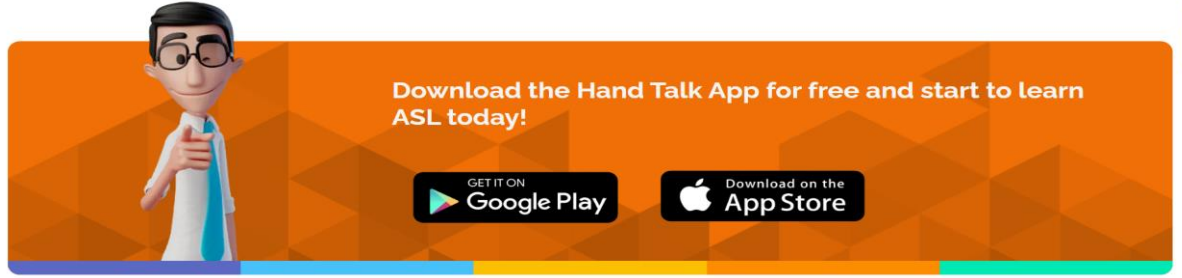 Download the Hand Talk App for free and start to learn
ASL today!
GET IT ON
Google Play
Download on the
App Store